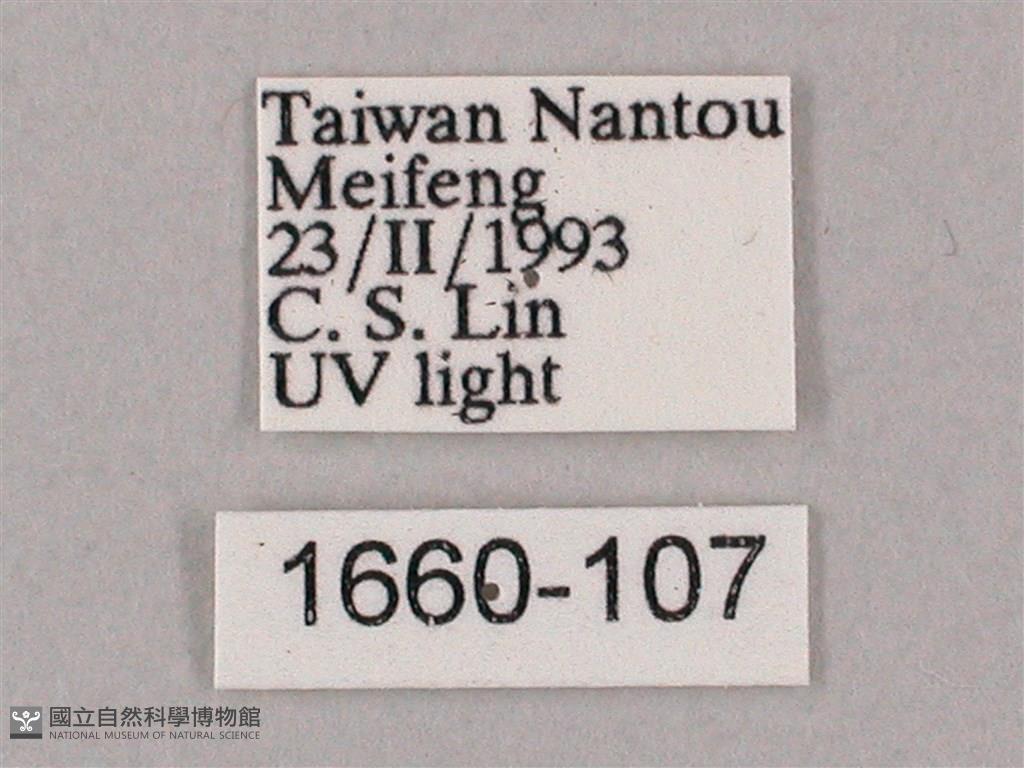 Taiwan Nantou
Meifeng
23/II/1993
C. S. Lin
UV light
1660-107
國立自然科學博物館
NATIONAL MUSEUM OF NATURAL SCIENCE